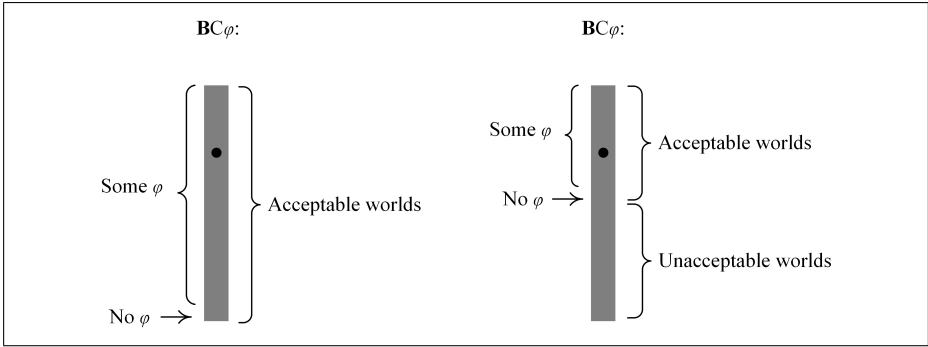 BCφ:
Some φ
No φ
Acceptable worlds
BCφ:
Some φ
No φ
Acceptable worlds
Unacceptable worlds